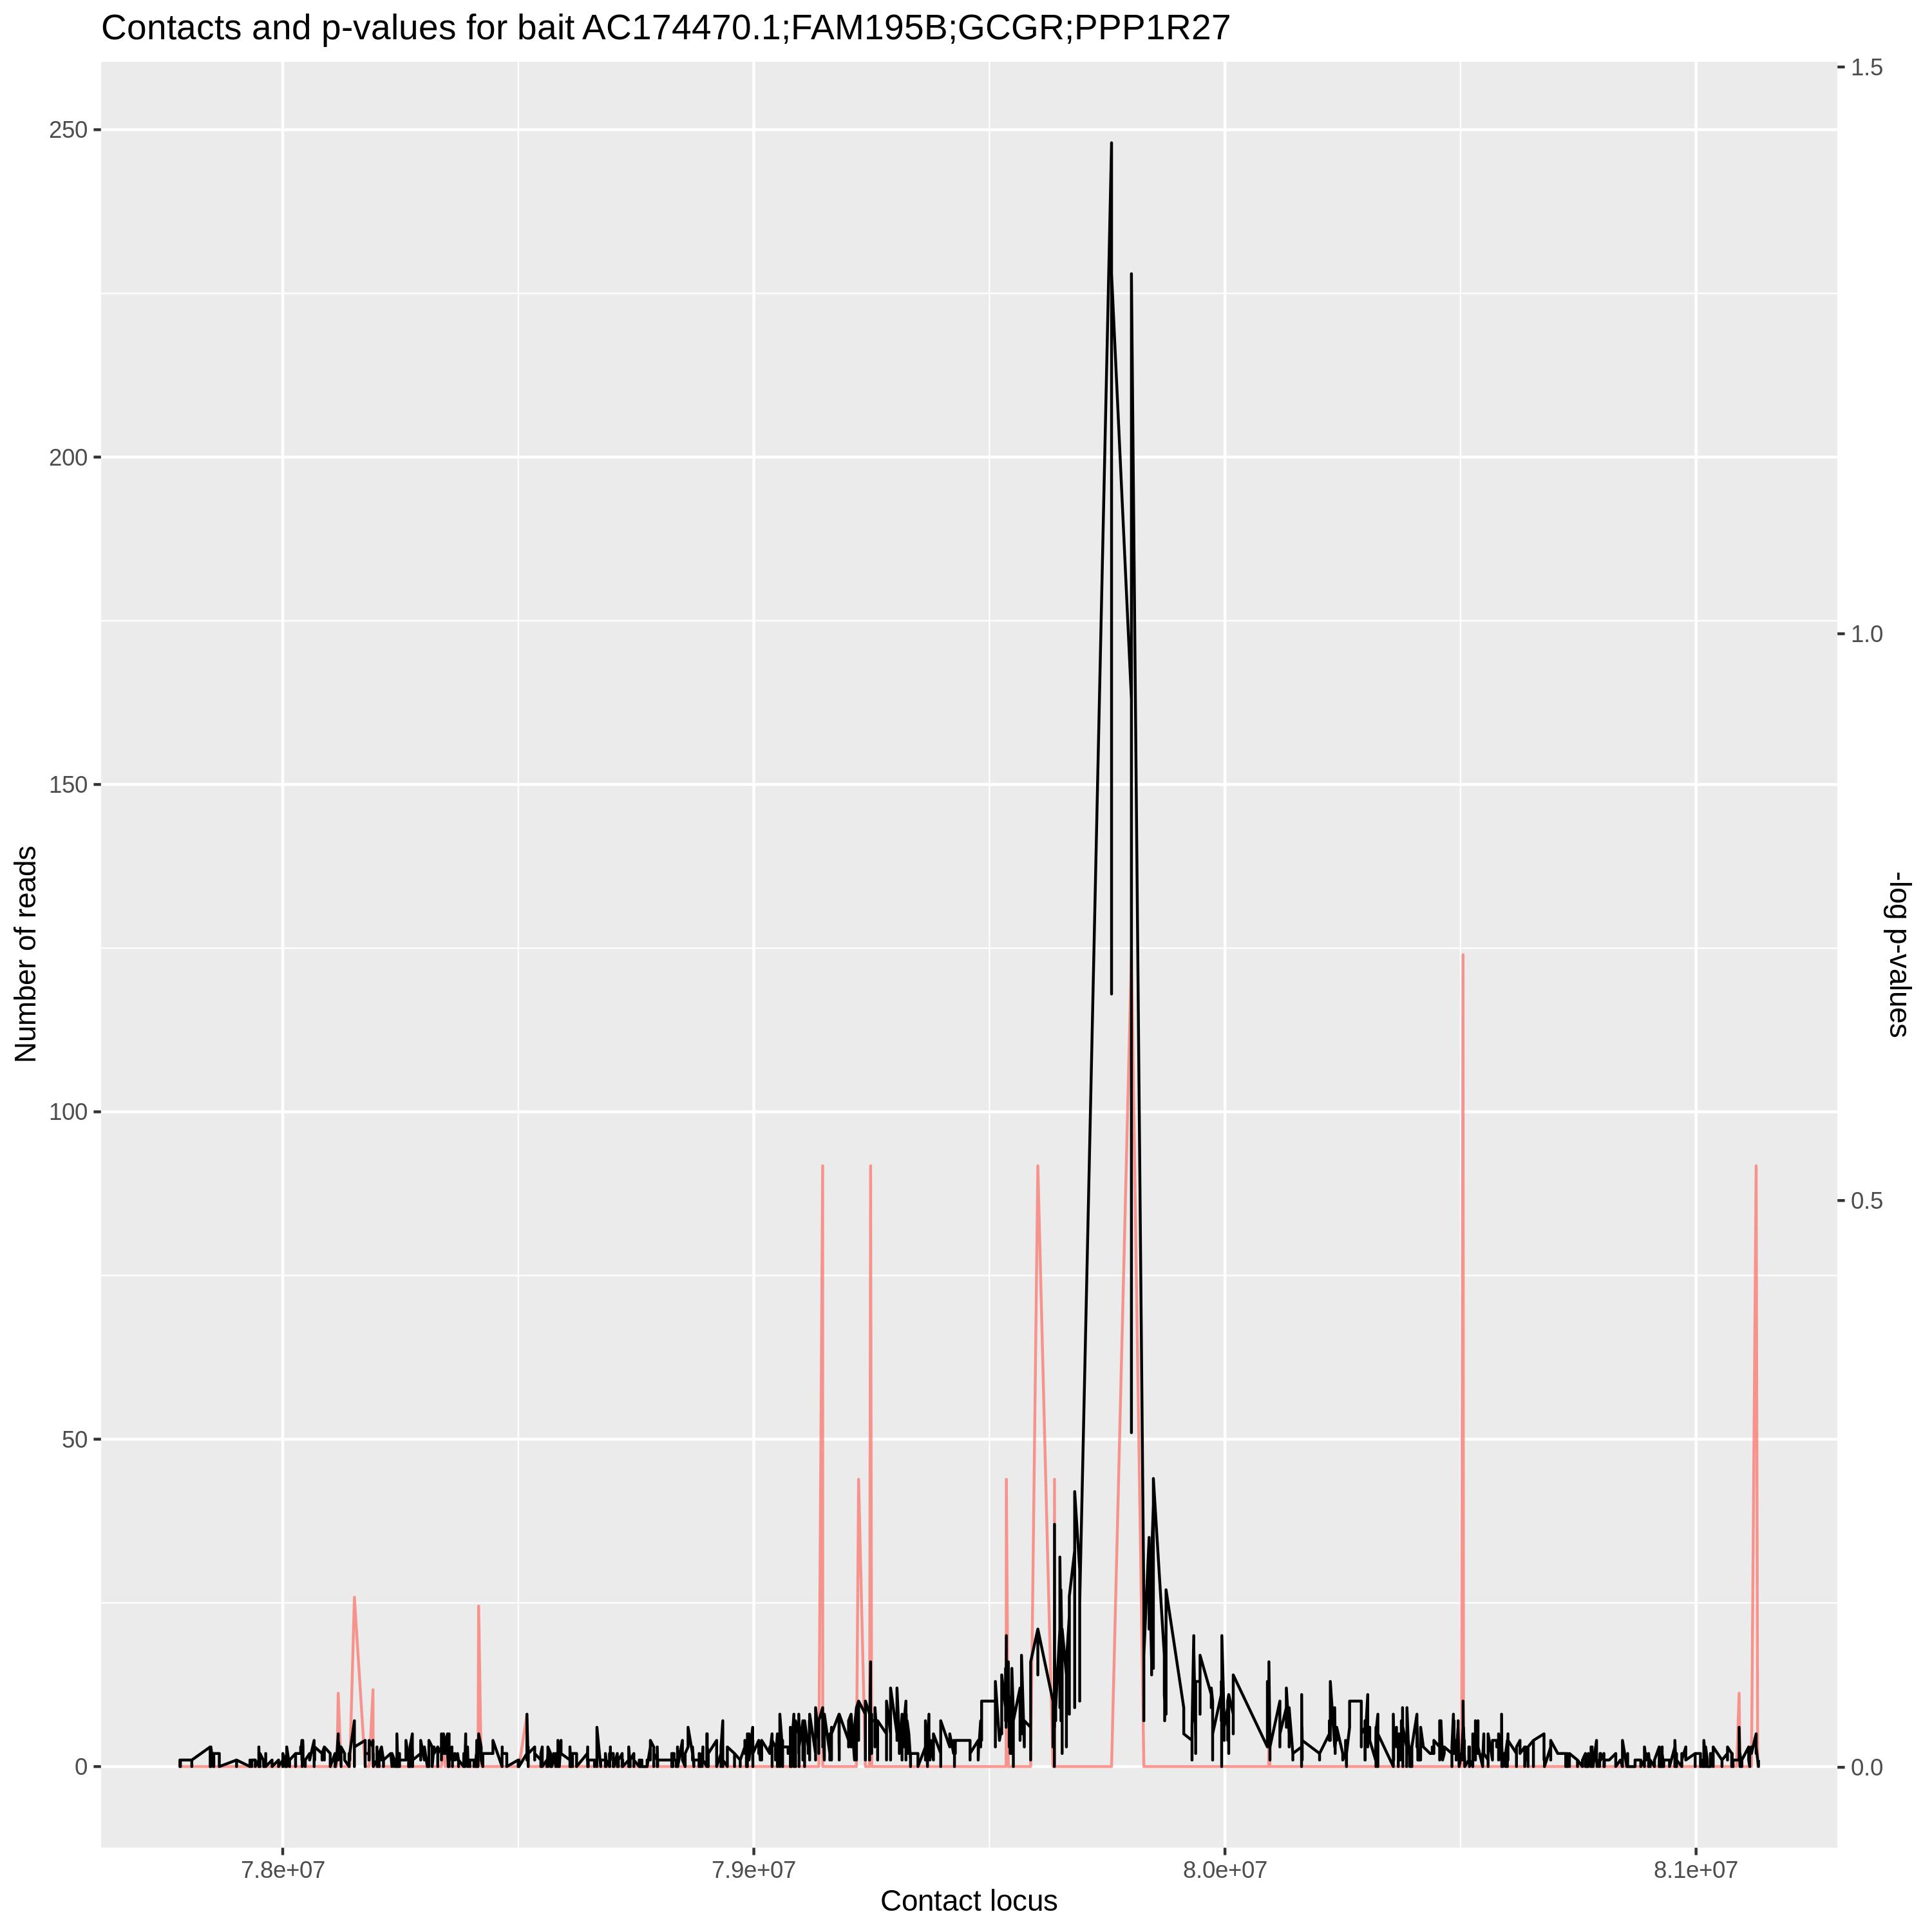 Contacts and p-values for bait AC174470.1;FAM195B;GCGR;PPP1R27
250
200
150
100
50
0
Number of reads
1.5
1.0
0.5
0.0
-log p-values
7.8e+07 7.9e+07 8.0e+07 8.1e+07
Contact locus